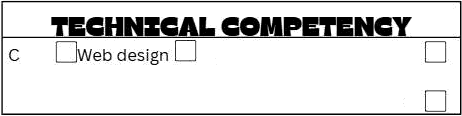 TECHNICAL COMPETENCY
C ☐Web design ☐ ☐
☐